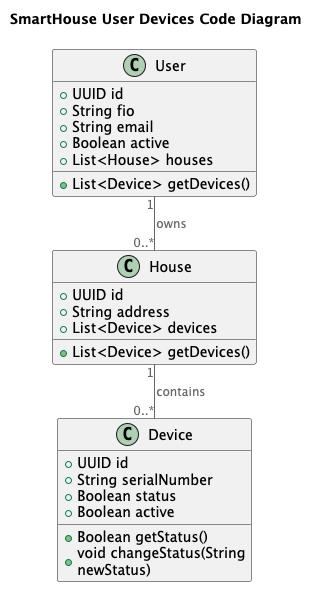 SmartHouse User Devices Code Diagram
C User
UUID id
String fio
String email
Boolean active
List<House> houses
List<Device> getDevices()
1
owns
0..*
C House
UUID id
String address
List<Device> devices
List<Device> getDevices()
1
contains
0..*
C Device
UUID id
String serialNumber
Boolean status
Boolean active
Boolean getStatus()
void changeStatus(String
newStatus)